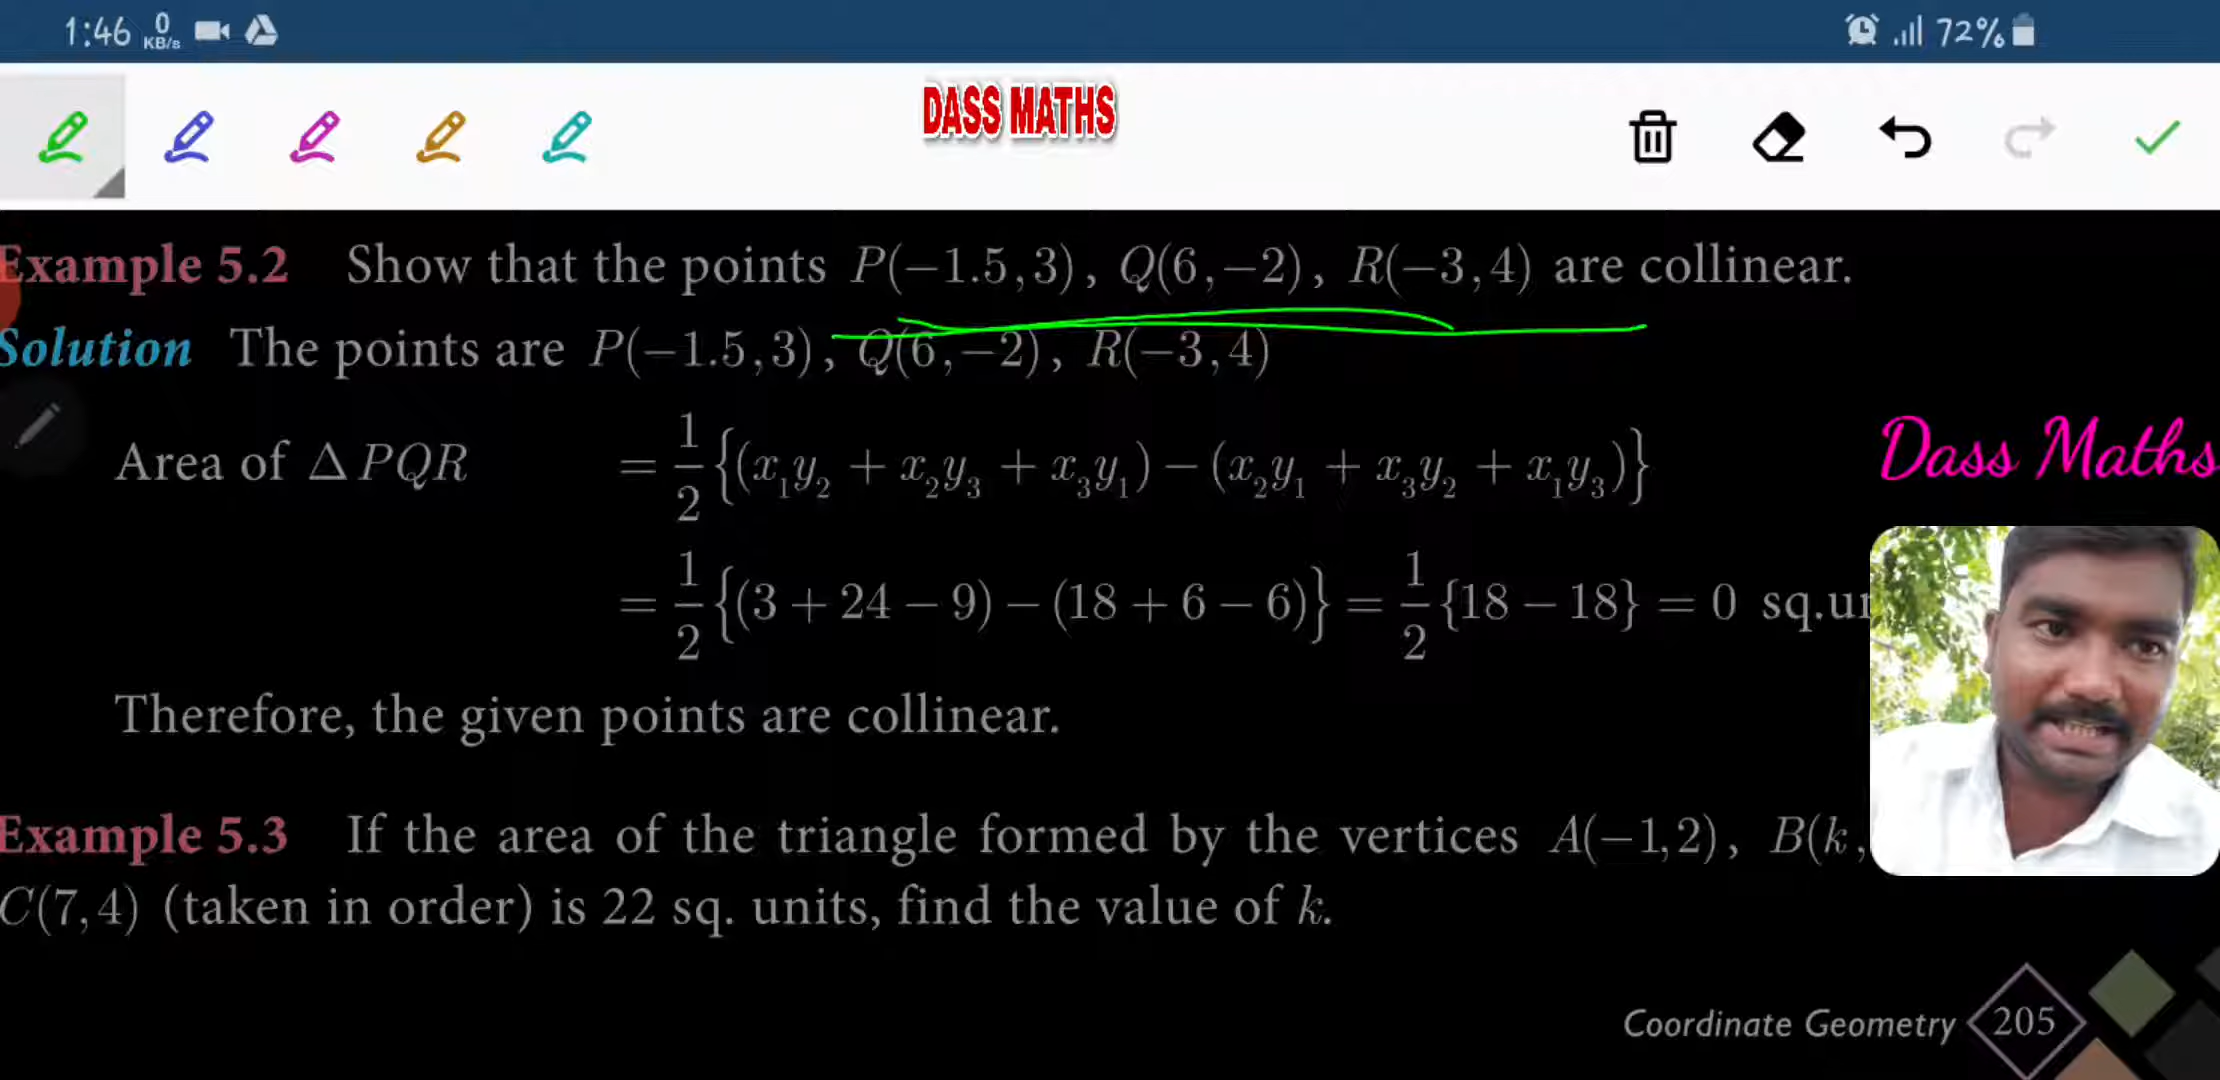 1:46 0 KB/s 72%
DASS MATHS
Example 5.2 Show that the points P(−1.5,3), Q(6,−2), R(−3,4) are collinear.
Solution The points are P(−1.5,3), Q(6,−2), R(−3,4)
Area of Δ PQR = 1/2 {(x₁y₂ + x₂y₃ + x₃y₁) − (x₂y₁ + x₃y₂ + x₁y₃)}
Dass Maths
= 1/2 {(3 + 24 − 9) − (18 + 6 − 6)} = 1/2 {18 − 18} = 0
Therefore, the given points are collinear.
Example 5.3 If the area of the triangle formed by the vertices A(−1,2), B(k,
C(7,4) (taken in order) is 22 sq. units, find the value of k.
Coordinate Geometry 205